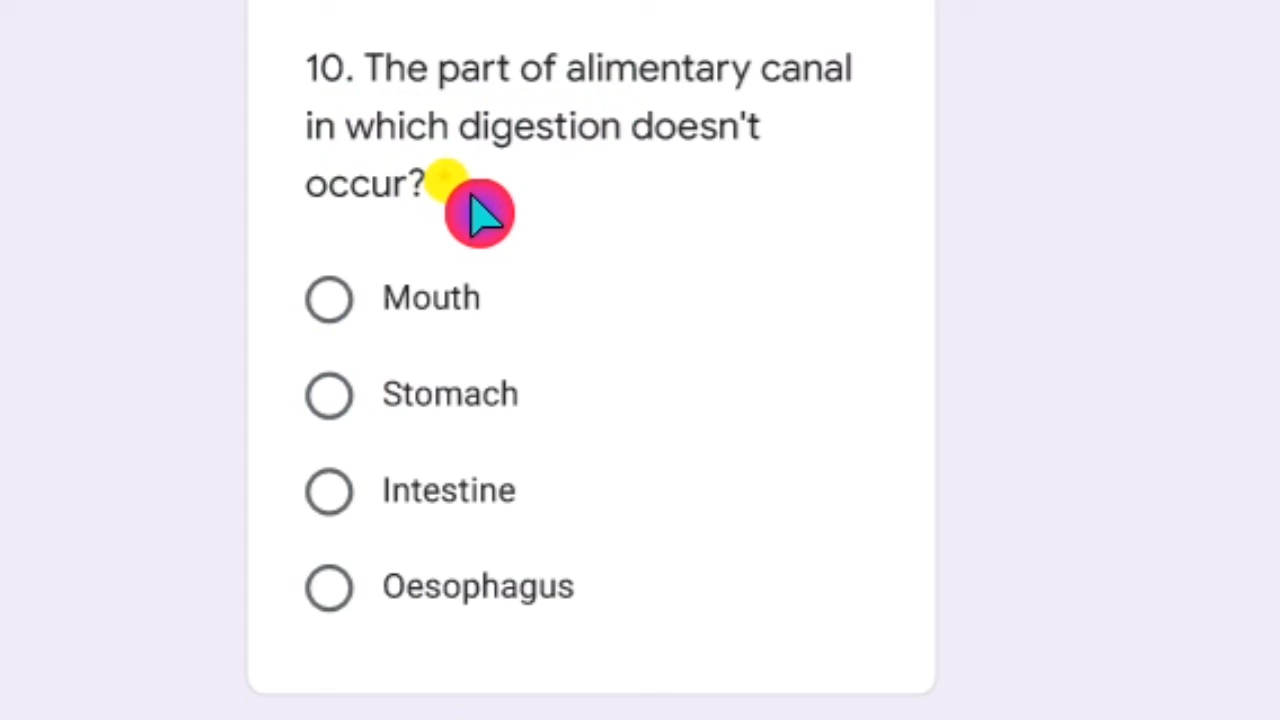 10. The part of alimentary canal
in which digestion doesn't
occur?
Mouth
Stomach
Intestine
Oesophagus